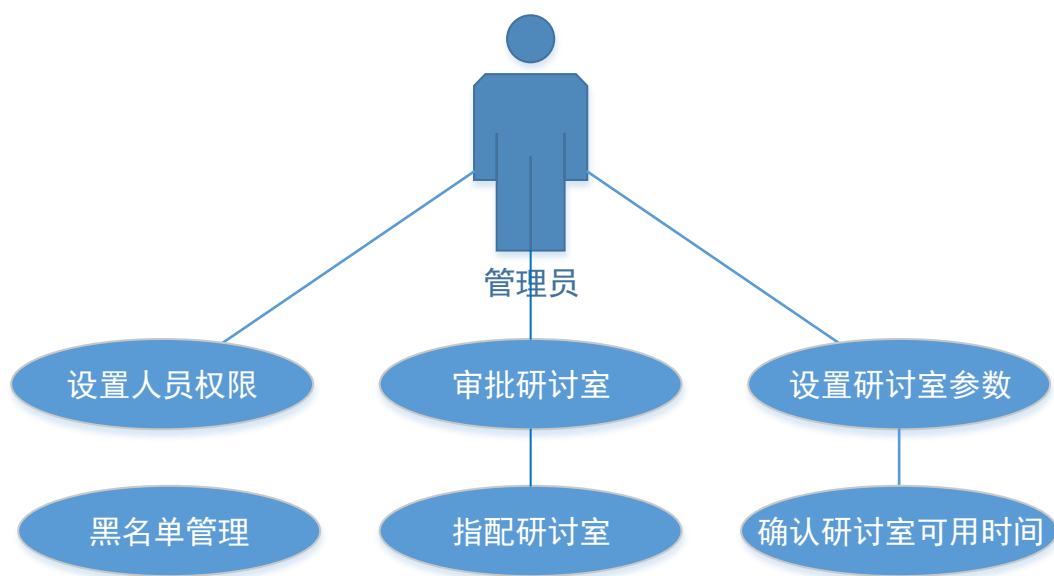 管理员
设置人员权限
审批研讨室
设置研讨室参数
黑名单管理
指配研讨室
确认研讨室可用时间